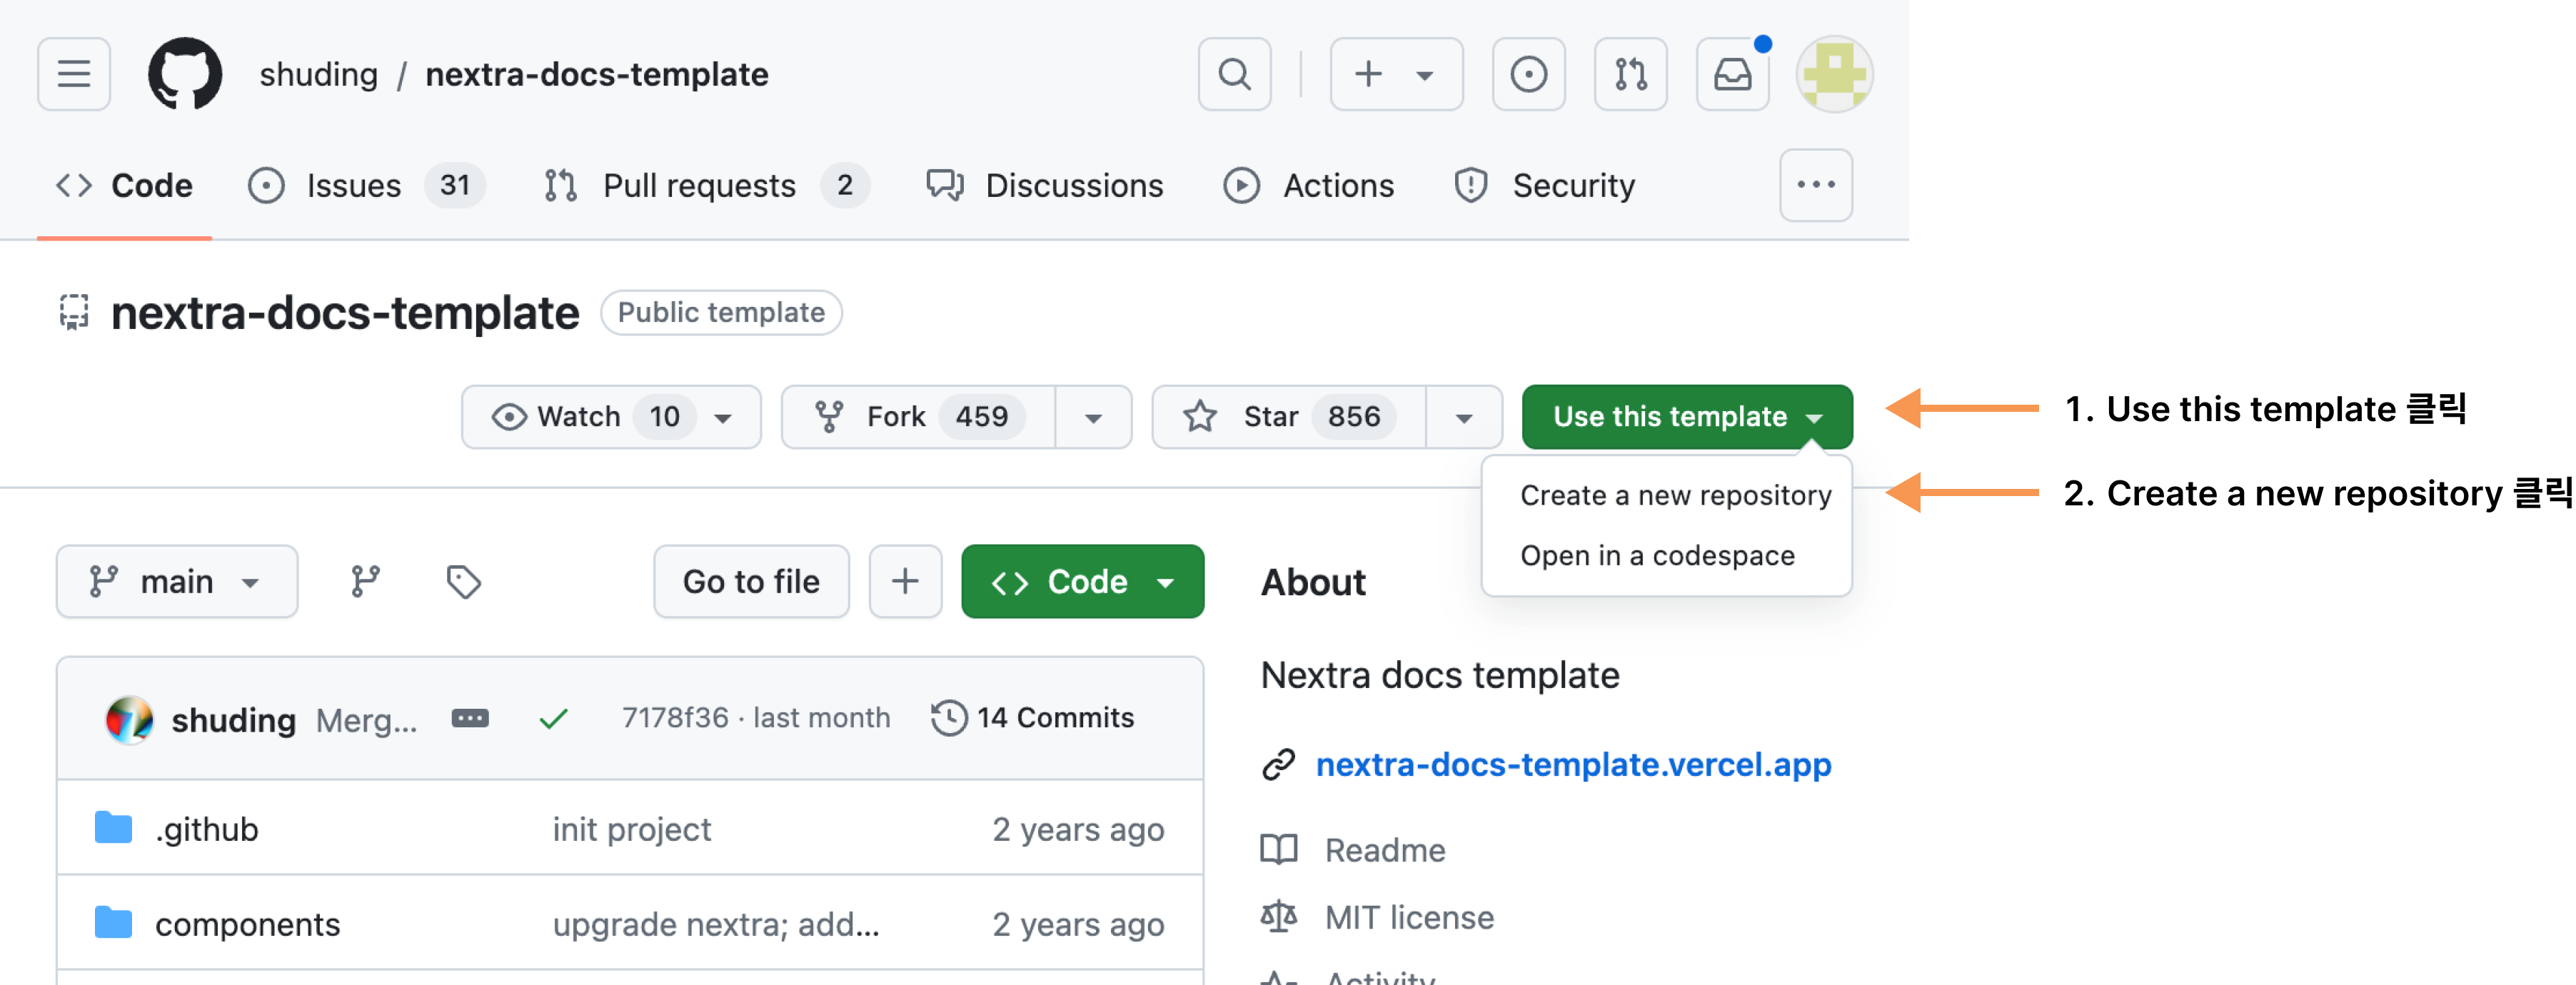 shuding / nextra-docs-template
Code Issues 31 Pull requests 2 Discussions Actions Security
nextra-docs-template Public template
Watch 10 Fork 459 Star 856 Use this template
1. Use this template 클릭
Create a new repository
2. Create a new repository 클릭
Open in a codespace
main Go to file + Code
About
Nextra docs template
shuding Merg... 7178f36 · last month 14 Commits
nextra-docs-template.vercel.app
.github init project 2 years ago
Readme
components upgrade nextra; add... 2 years ago
MIT license
Activity